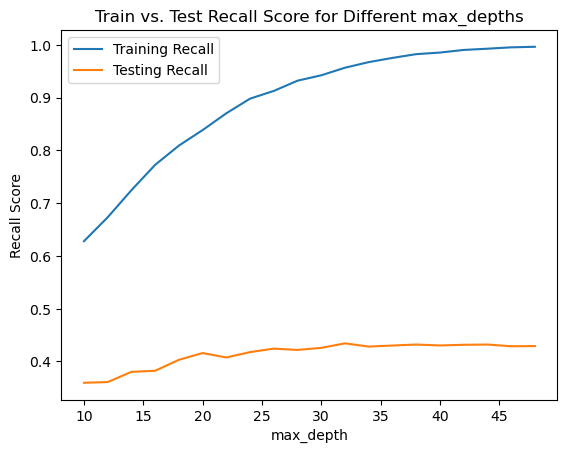 Train vs. Test Recall Score for Different max_depths
Training Recall
Testing Recall
Recall Score
1.0
0.9
0.8
0.7
0.6
0.5
0.4
10 15 20 25 30 35 40 45
max_depth